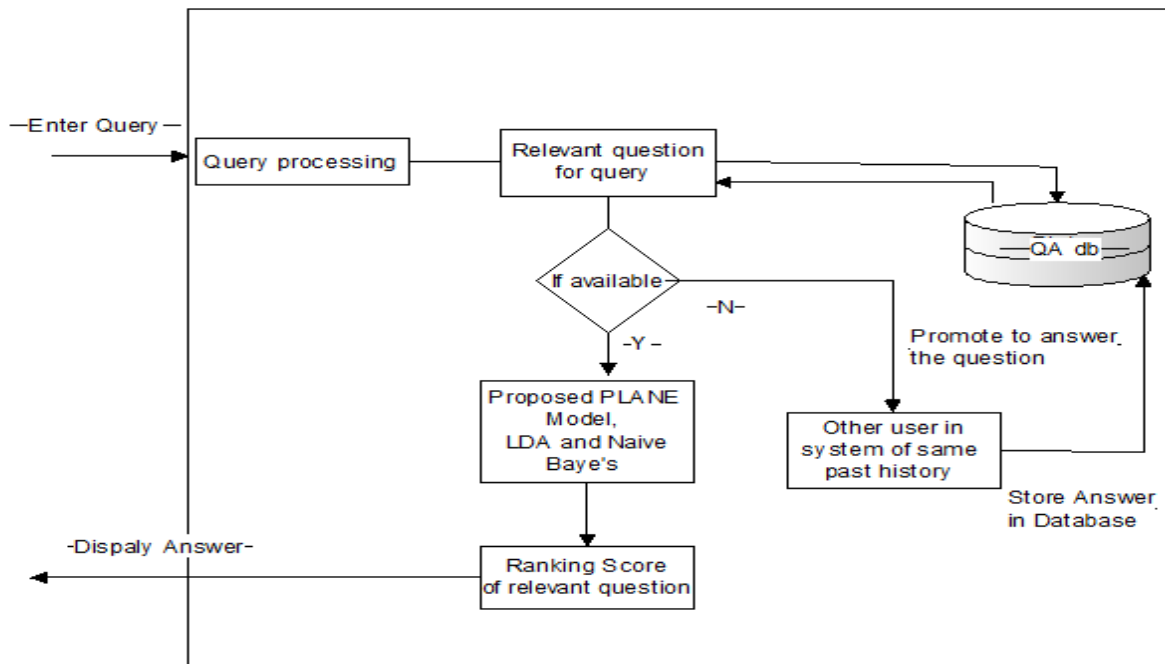 Enter Query
Query processing
Relevant question
for query
QA db
If available
-N-
-Y -
Promote to answer
the question
Proposed PLANE
Model,
LDA and Naive
Baye's
Other user in
system of same
past history
Store Answer
in Database
-Dispaly Answer-
Ranking Score
of relevant question